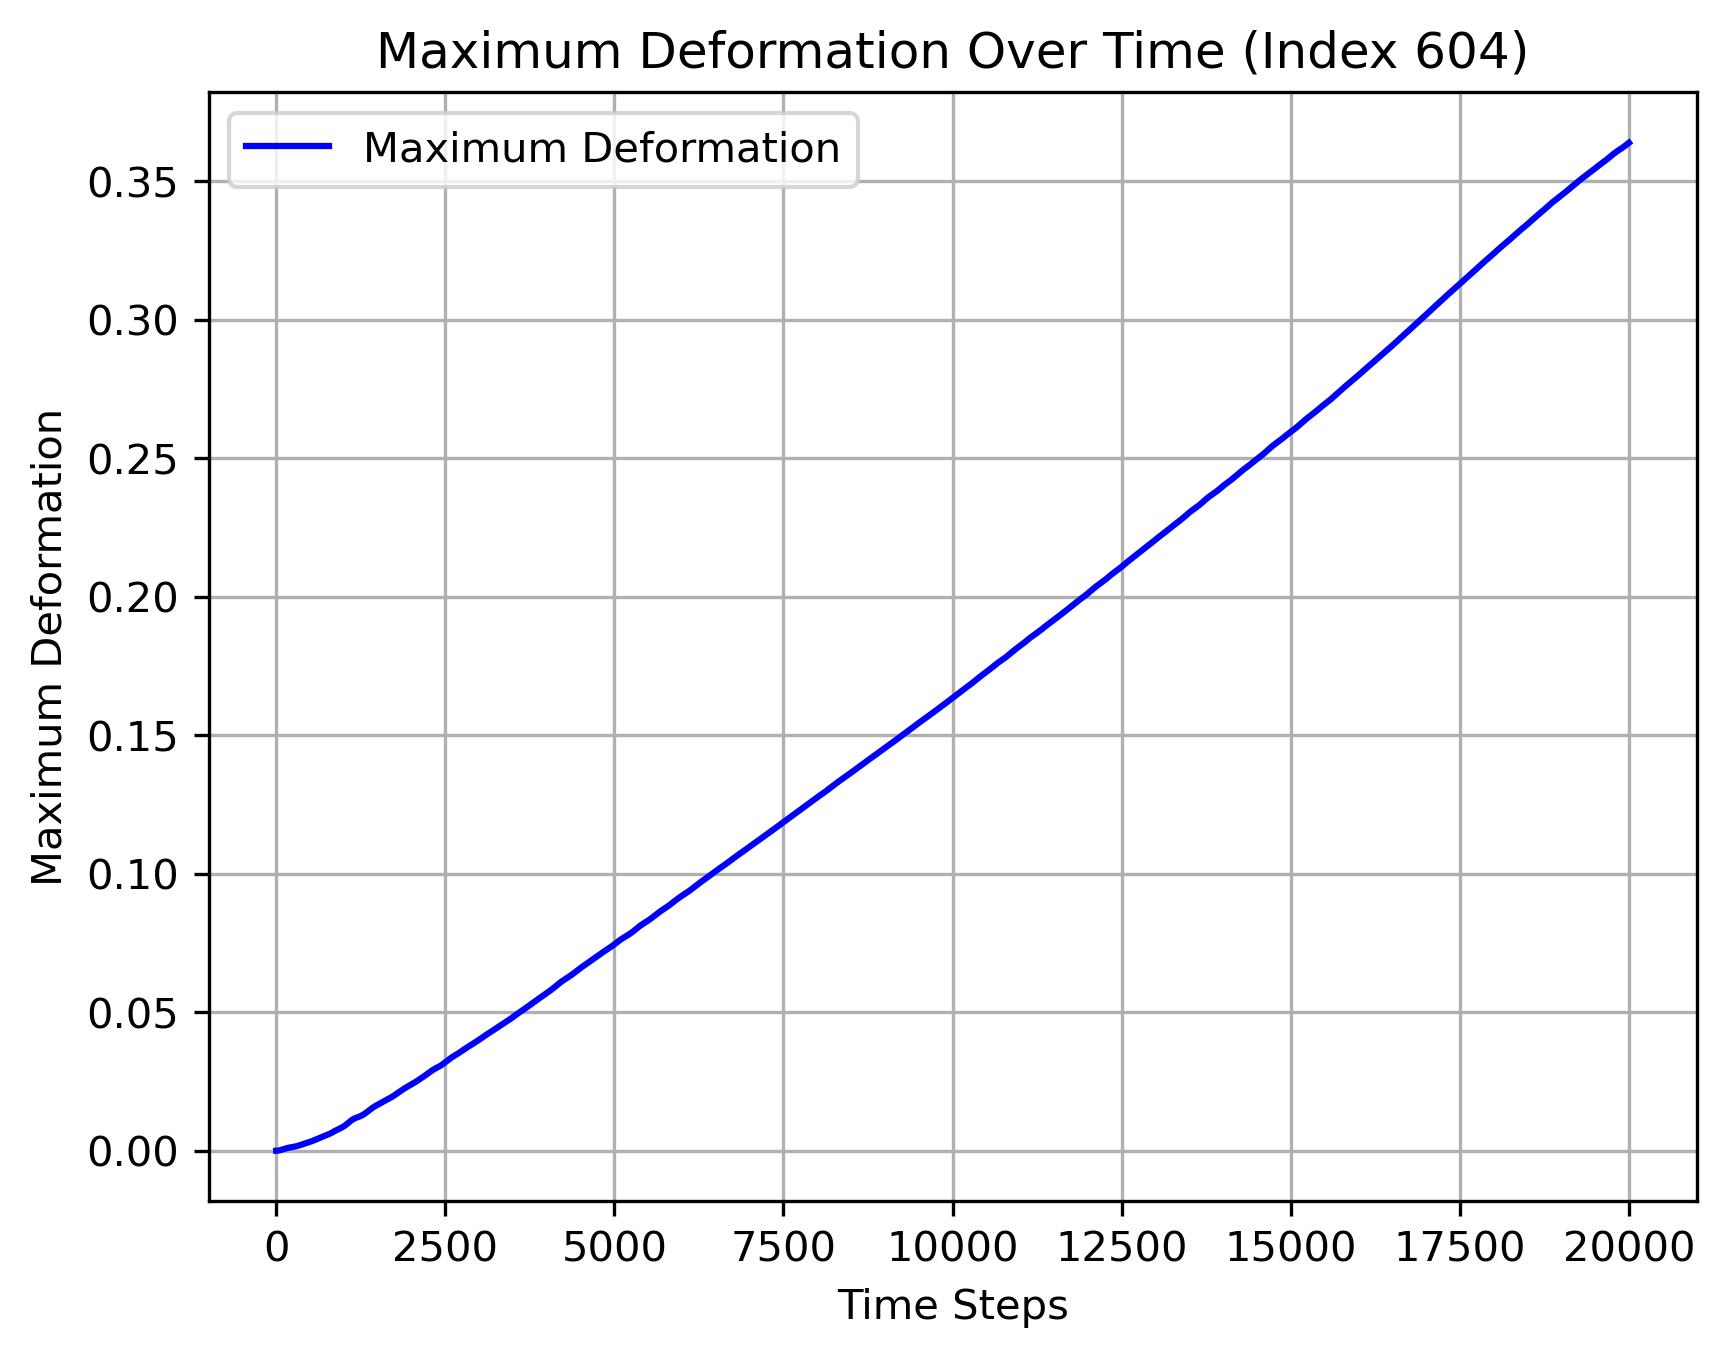 Maximum Deformation Over Time (Index 604)
Maximum Deformation
Maximum Deformation
0.35
0.30
0.25
0.20
0.15
0.10
0.05
0.00
0 2500 5000 7500 10000 12500 15000 17500 20000
Time Steps